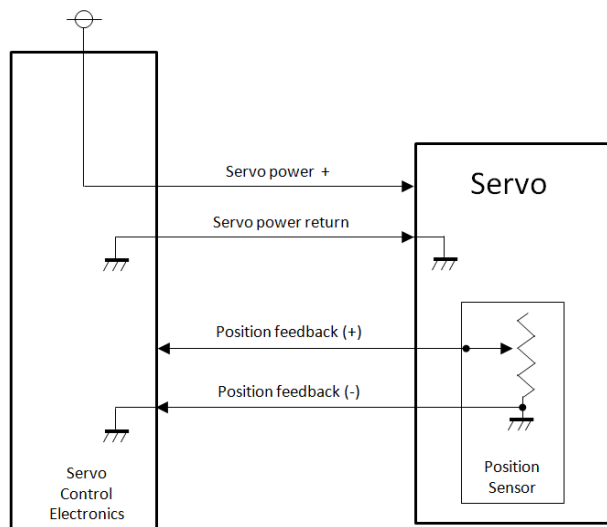 Servo power +
Servo
Servo power return
Position feedback (+)
Position feedback (-)
Servo
Control
Electronics
Position
Sensor